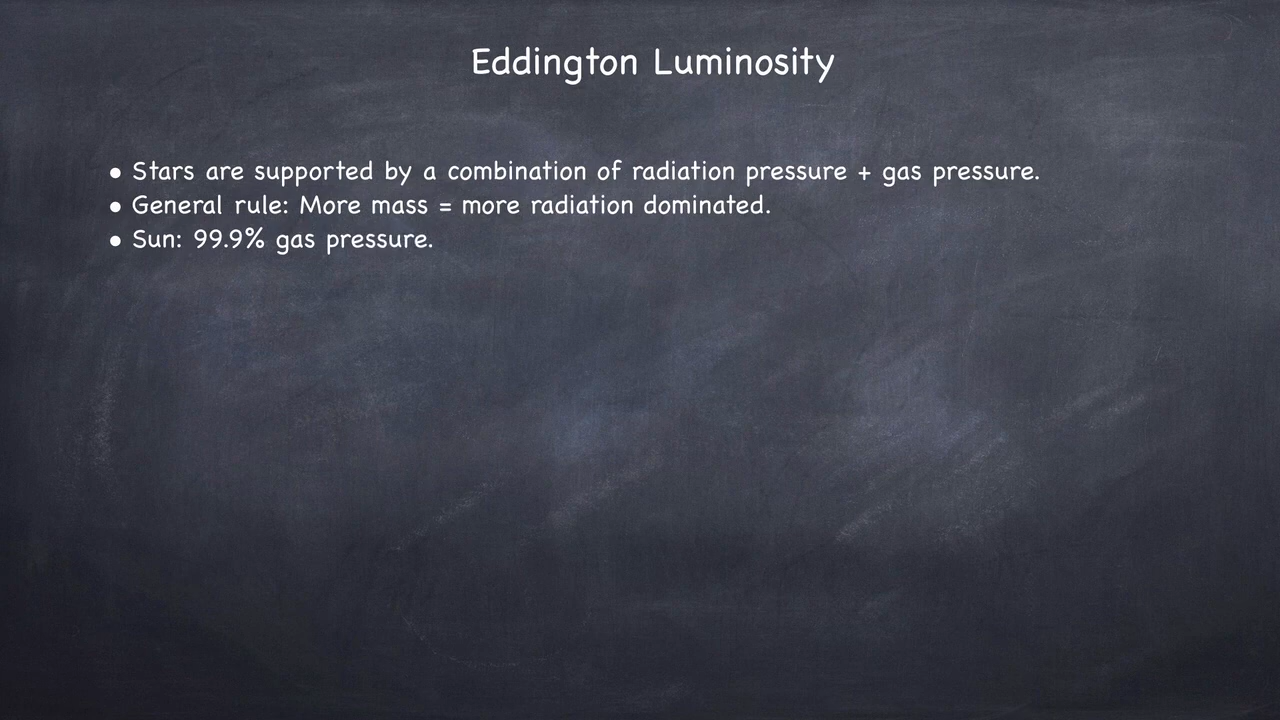 Eddington Luminosity
• Stars are supported by a combination of radiation pressure + gas pressure.
• General rule: More mass = more radiation dominated.
• Sun: 99.9% gas pressure.